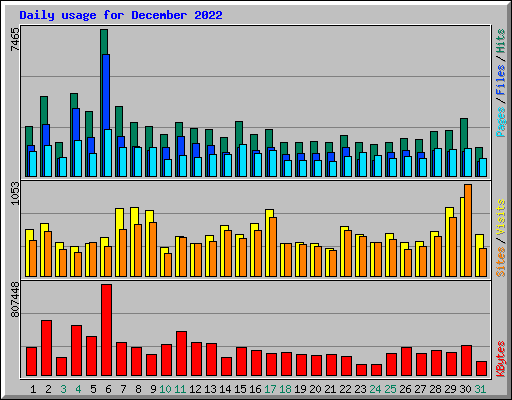 Daily usage for December 2022
7465
Pages / Files / Hits
1053
Sites / Visits
807448
KBytes
1 2 3 4 5 6 7 8 9 10 11 12 13 14 15 16 17 18 19 20 21 22 23 24 25 26 27 28 29 30 31